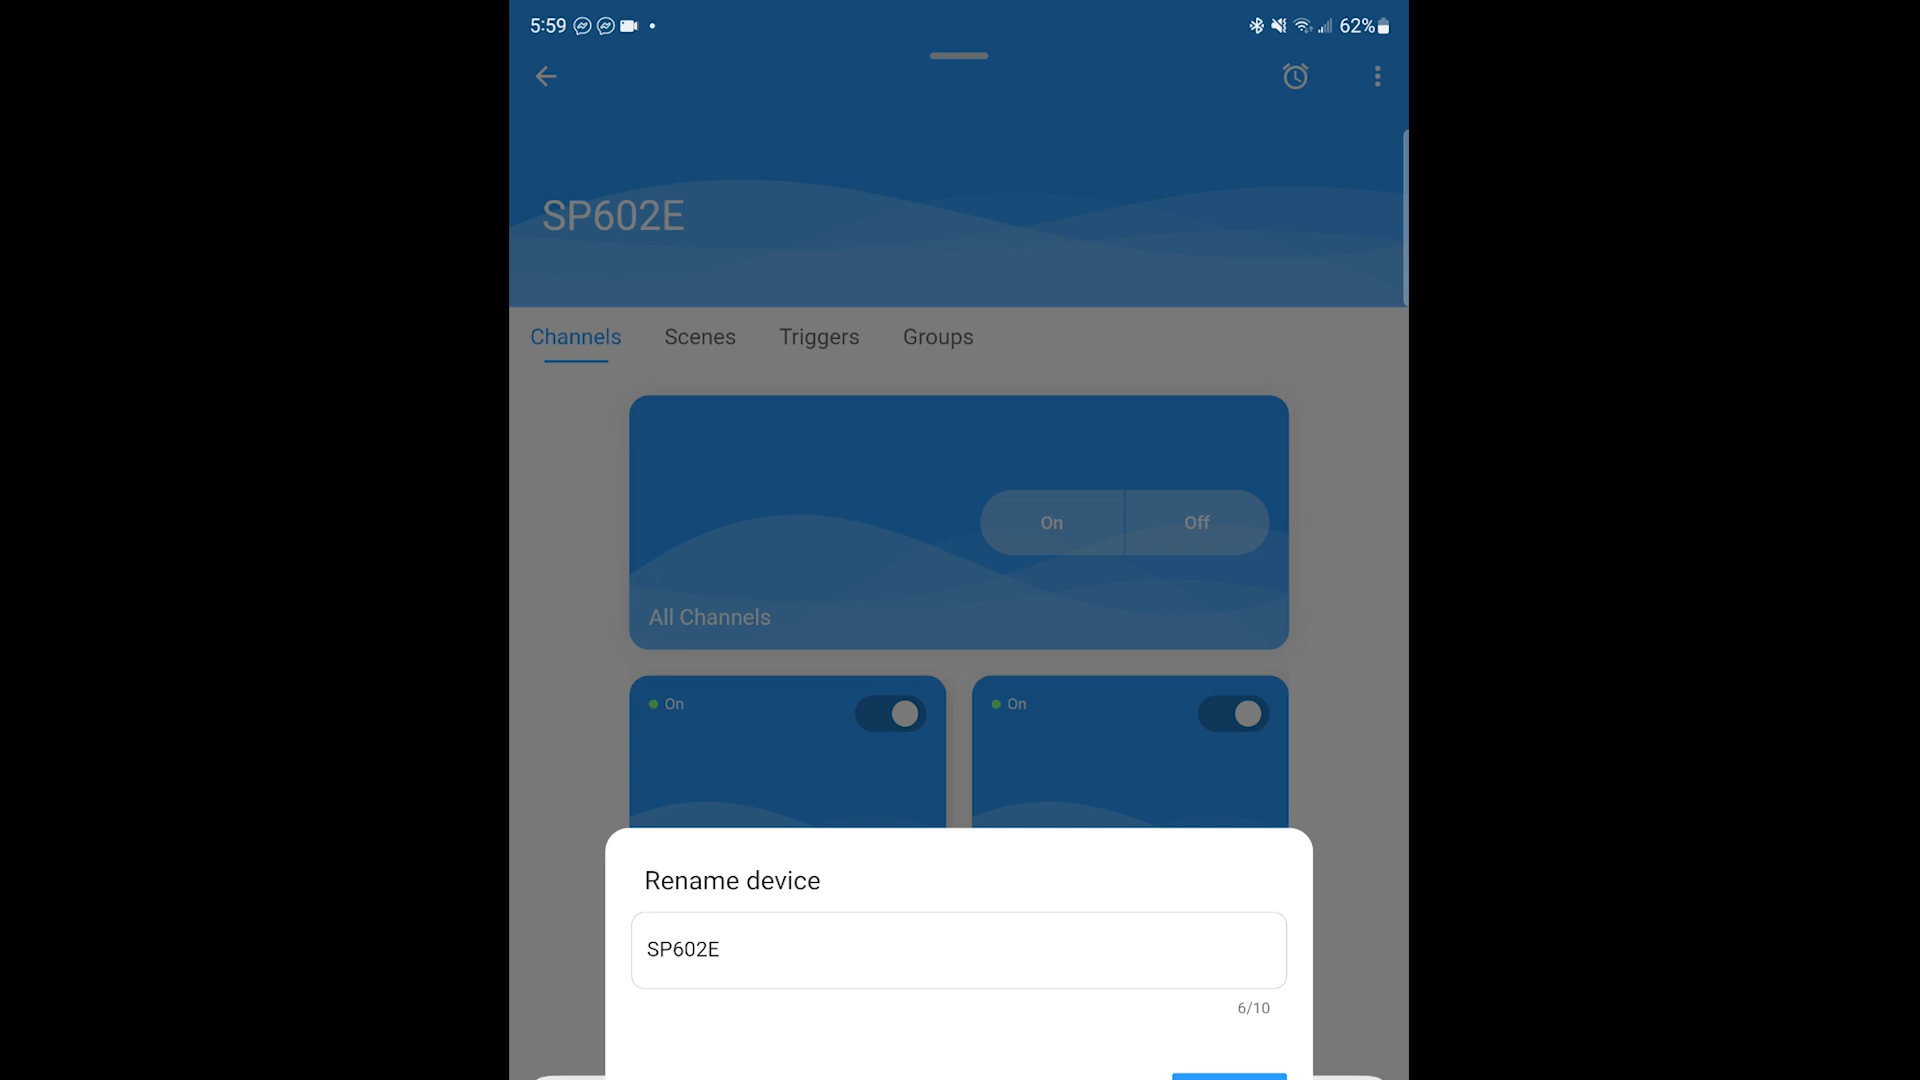 5:59
62%
SP602E
Channels Scenes Triggers Groups
On Off
All Channels
On On
Rename device
SP602E
6/10